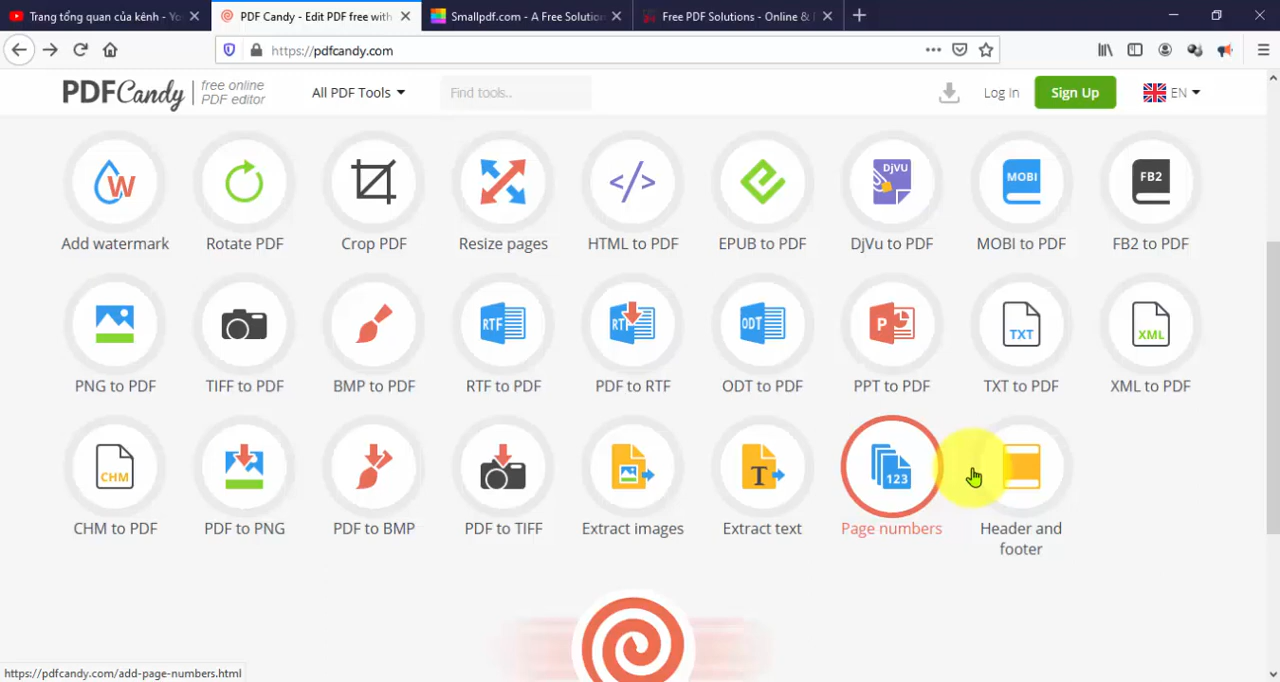 Trang tổng quan của kênh - Yo
PDF Candy - Edit PDF free with
Smallpdf.com - A Free Solution
Free PDF Solutions - Online &
https://pdfcandy.com
PDF Candy
free online
PDF editor
All PDF Tools
Find tools..
Log In
Sign Up
EN
W
</>
DjVU
MOBI
FB2
Add watermark
Rotate PDF
Crop PDF
Resize pages
HTML to PDF
EPUB to PDF
DjVu to PDF
MOBI to PDF
FB2 to PDF
RTF
RTF
ODT
P
TXT
XML
PNG to PDF
TIFF to PDF
BMP to PDF
RTF to PDF
PDF to RTF
ODT to PDF
PPT to PDF
TXT to PDF
XML to PDF
CHM
T
123
CHM to PDF
PDF to PNG
PDF to BMP
PDF to TIFF
Extract images
Extract text
Page numbers
Header and
footer
https://pdfcandy.com/add-page-numbers.html